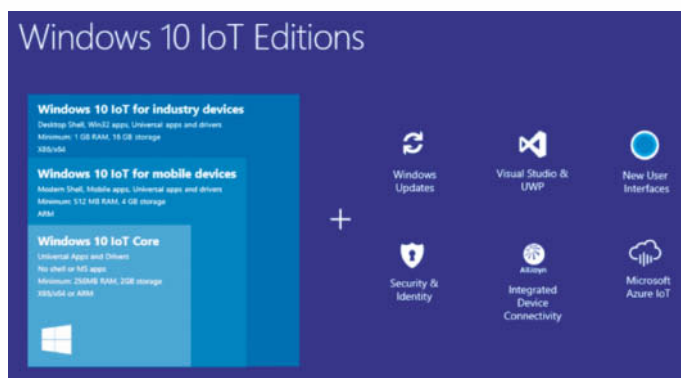 Windows 10 IoT Editions
Windows 10 IoT for industry devices
Desktop Shell, Win32 apps, Universal apps and drivers
Minimum: 1 GB RAM, 16 GB storage
X86/x64
Windows 10 IoT for mobile devices
Modern Shell, Mobile apps, Universal apps and drivers
Minimum: 512 MB RAM, 4 GB storage
ARM
Windows 10 IoT Core
Universal Apps and Drivers
No shell or MS apps
Minimum: 256MB RAM, 2GB storage
X86/x64 or ARM
+
Windows
Updates
Visual Studio &
UWP
New User
Interfaces
Security &
Identity
AllJoyn
Integrated
Device
Connectivity
Microsoft
Azure IoT